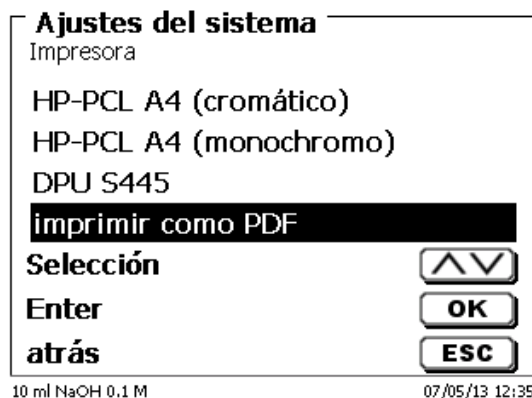 Ajustes del sistema
Impresora
HP-PCL A4 (cromático)
HP-PCL A4 (monochromo)
DPU S445
imprimir como PDF
Selección
Enter OK
atrás ESC
10 ml NaOH 0.1 M 07/05/13 12:35